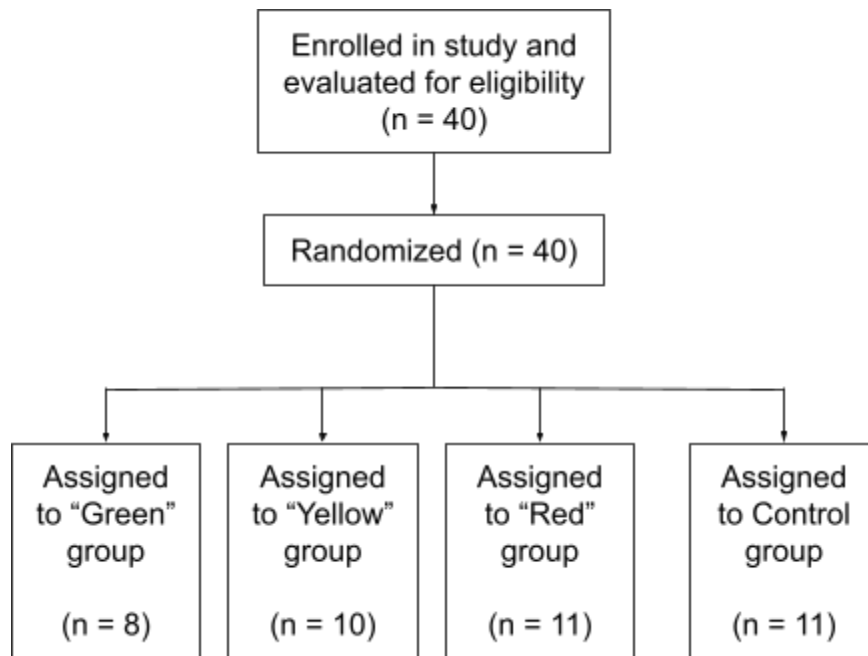 Enrolled in study and
evaluated for eligibility
(n = 40)
Randomized (n = 40)
Assigned
to “Green”
group
(n = 8)
Assigned
to “Yellow”
group
(n = 10)
Assigned
to “Red”
group
(n = 11)
Assigned
to Control
group
(n = 11)